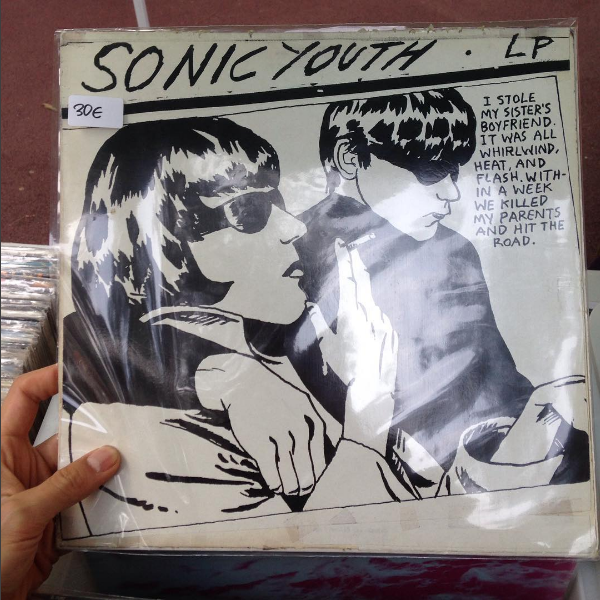 SONIC YOUTH · LP
30€
I STOLE
MY SISTER'S
BOYFRIEND.
IT WAS ALL
WHIRLWIND,
HEAT, AND
FLASH. WITH-
IN A WEEK
WE KILLED
MY PARENTS
AND HIT THE
ROAD.